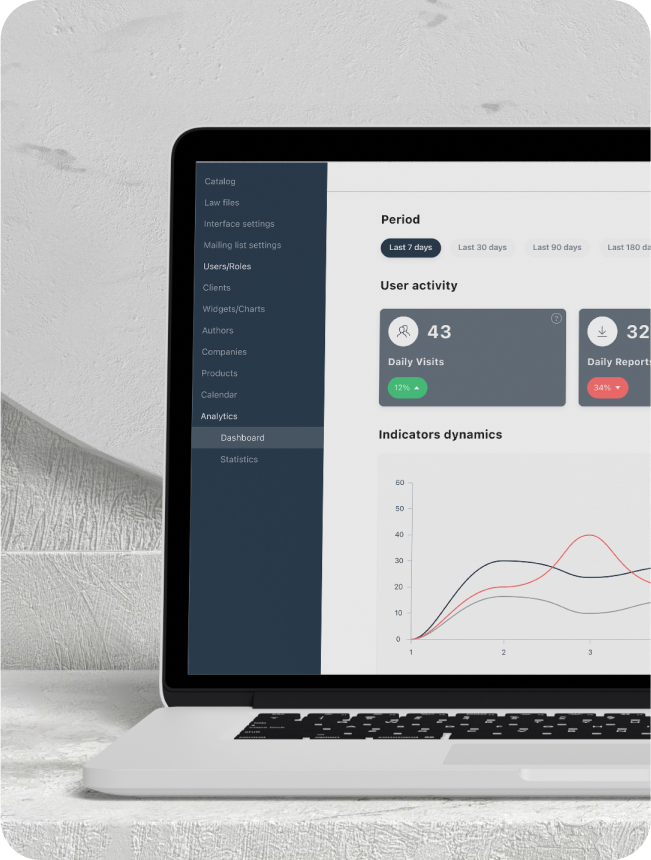 Catalog
Law files
Interface settings
Mailing list settings
Users/Roles
Clients
Widgets/Charts
Authors
Companies
Products
Calendar
Analytics
Dashboard
Statistics
Period
Last 7 days
Last 30 days
Last 90 days
Last 180 da
User activity
?
43
Daily Visits
12%
32
Daily Reports
34%
Indicators dynamics
60
50
40
30
20
10
0
1 2 3